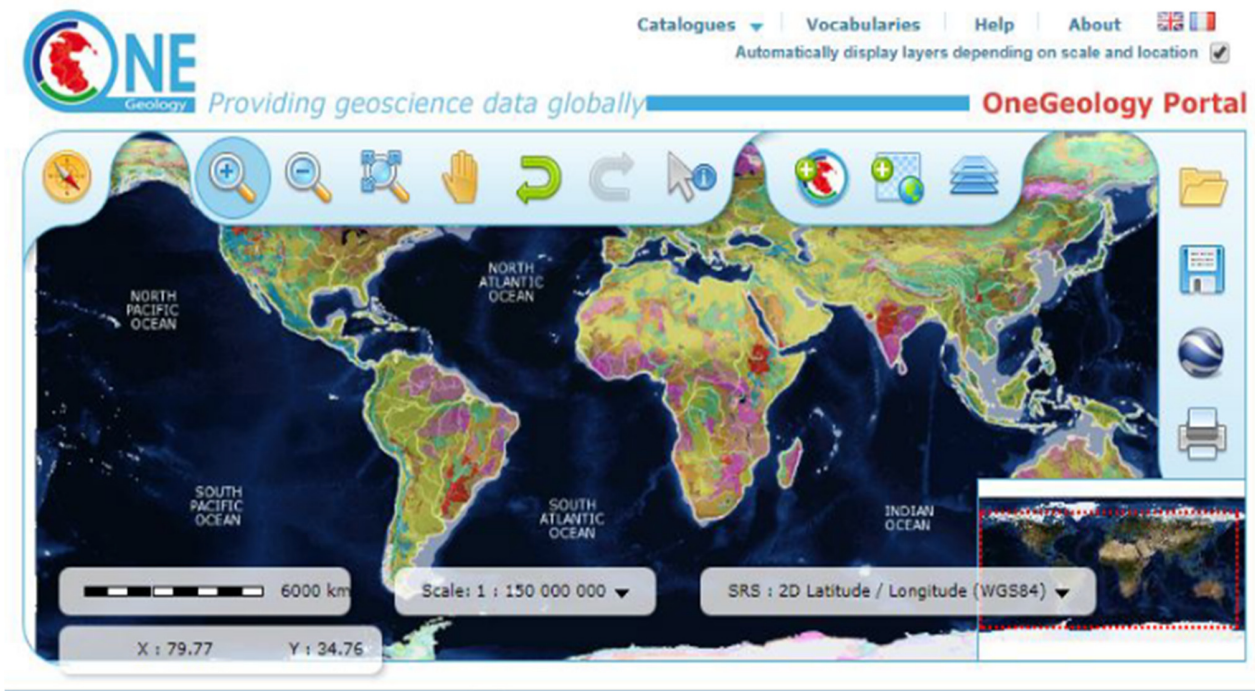 Catalogues Vocabularies Help About
Automatically display layers depending on scale and location
ONE
Geology
Providing geoscience data globally
OneGeology Portal
NORTH
PACIFIC
OCEAN
NORTH
ATLANTIC
OCEAN
SOUTH
PACIFIC
OCEAN
SOUTH
ATLANTIC
OCEAN
INDIAN
OCEAN
6000 km
Scale: 1 : 150 000 000
SRS : 2D Latitude / Longitude (WGS84)
X : 79.77 Y : 34.76